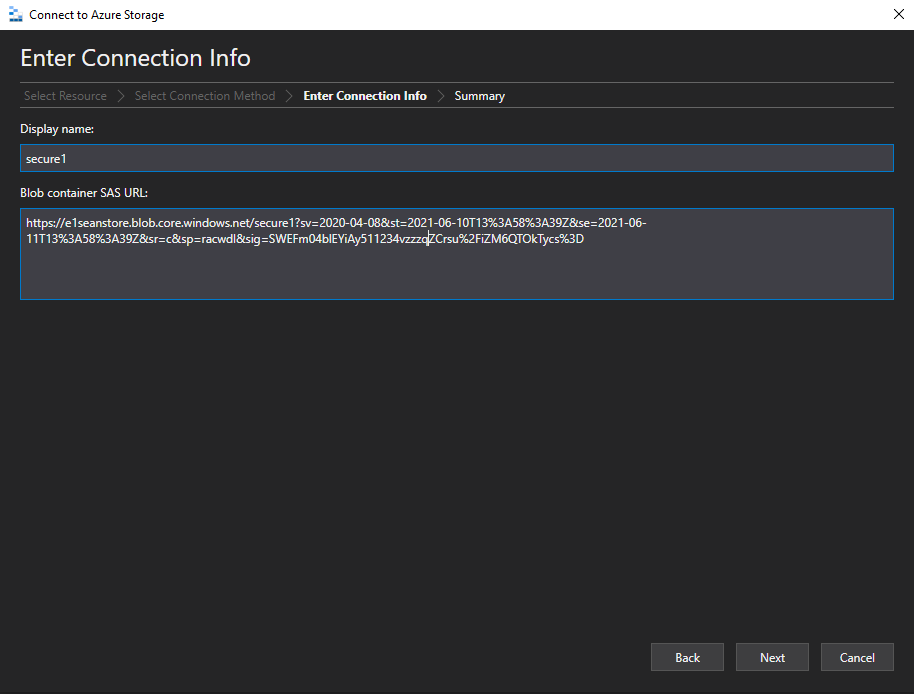 Connect to Azure Storage
Enter Connection Info
Select Resource > Select Connection Method > Enter Connection Info > Summary
Display name:
secure1
Blob container SAS URL:
https://e1seanstore.blob.core.windows.net/secure1?sv=2020-04-08&st=2021-06-10T13%3A58%3A39Z&se=2021-06-
11T13%3A58%3A39Z&sr=c&sp=racwdl&sig=SWEFm04blEYiAy511234vzzzqZCrsu%2FiZM6QTOkTycs%3D
Back Next Cancel